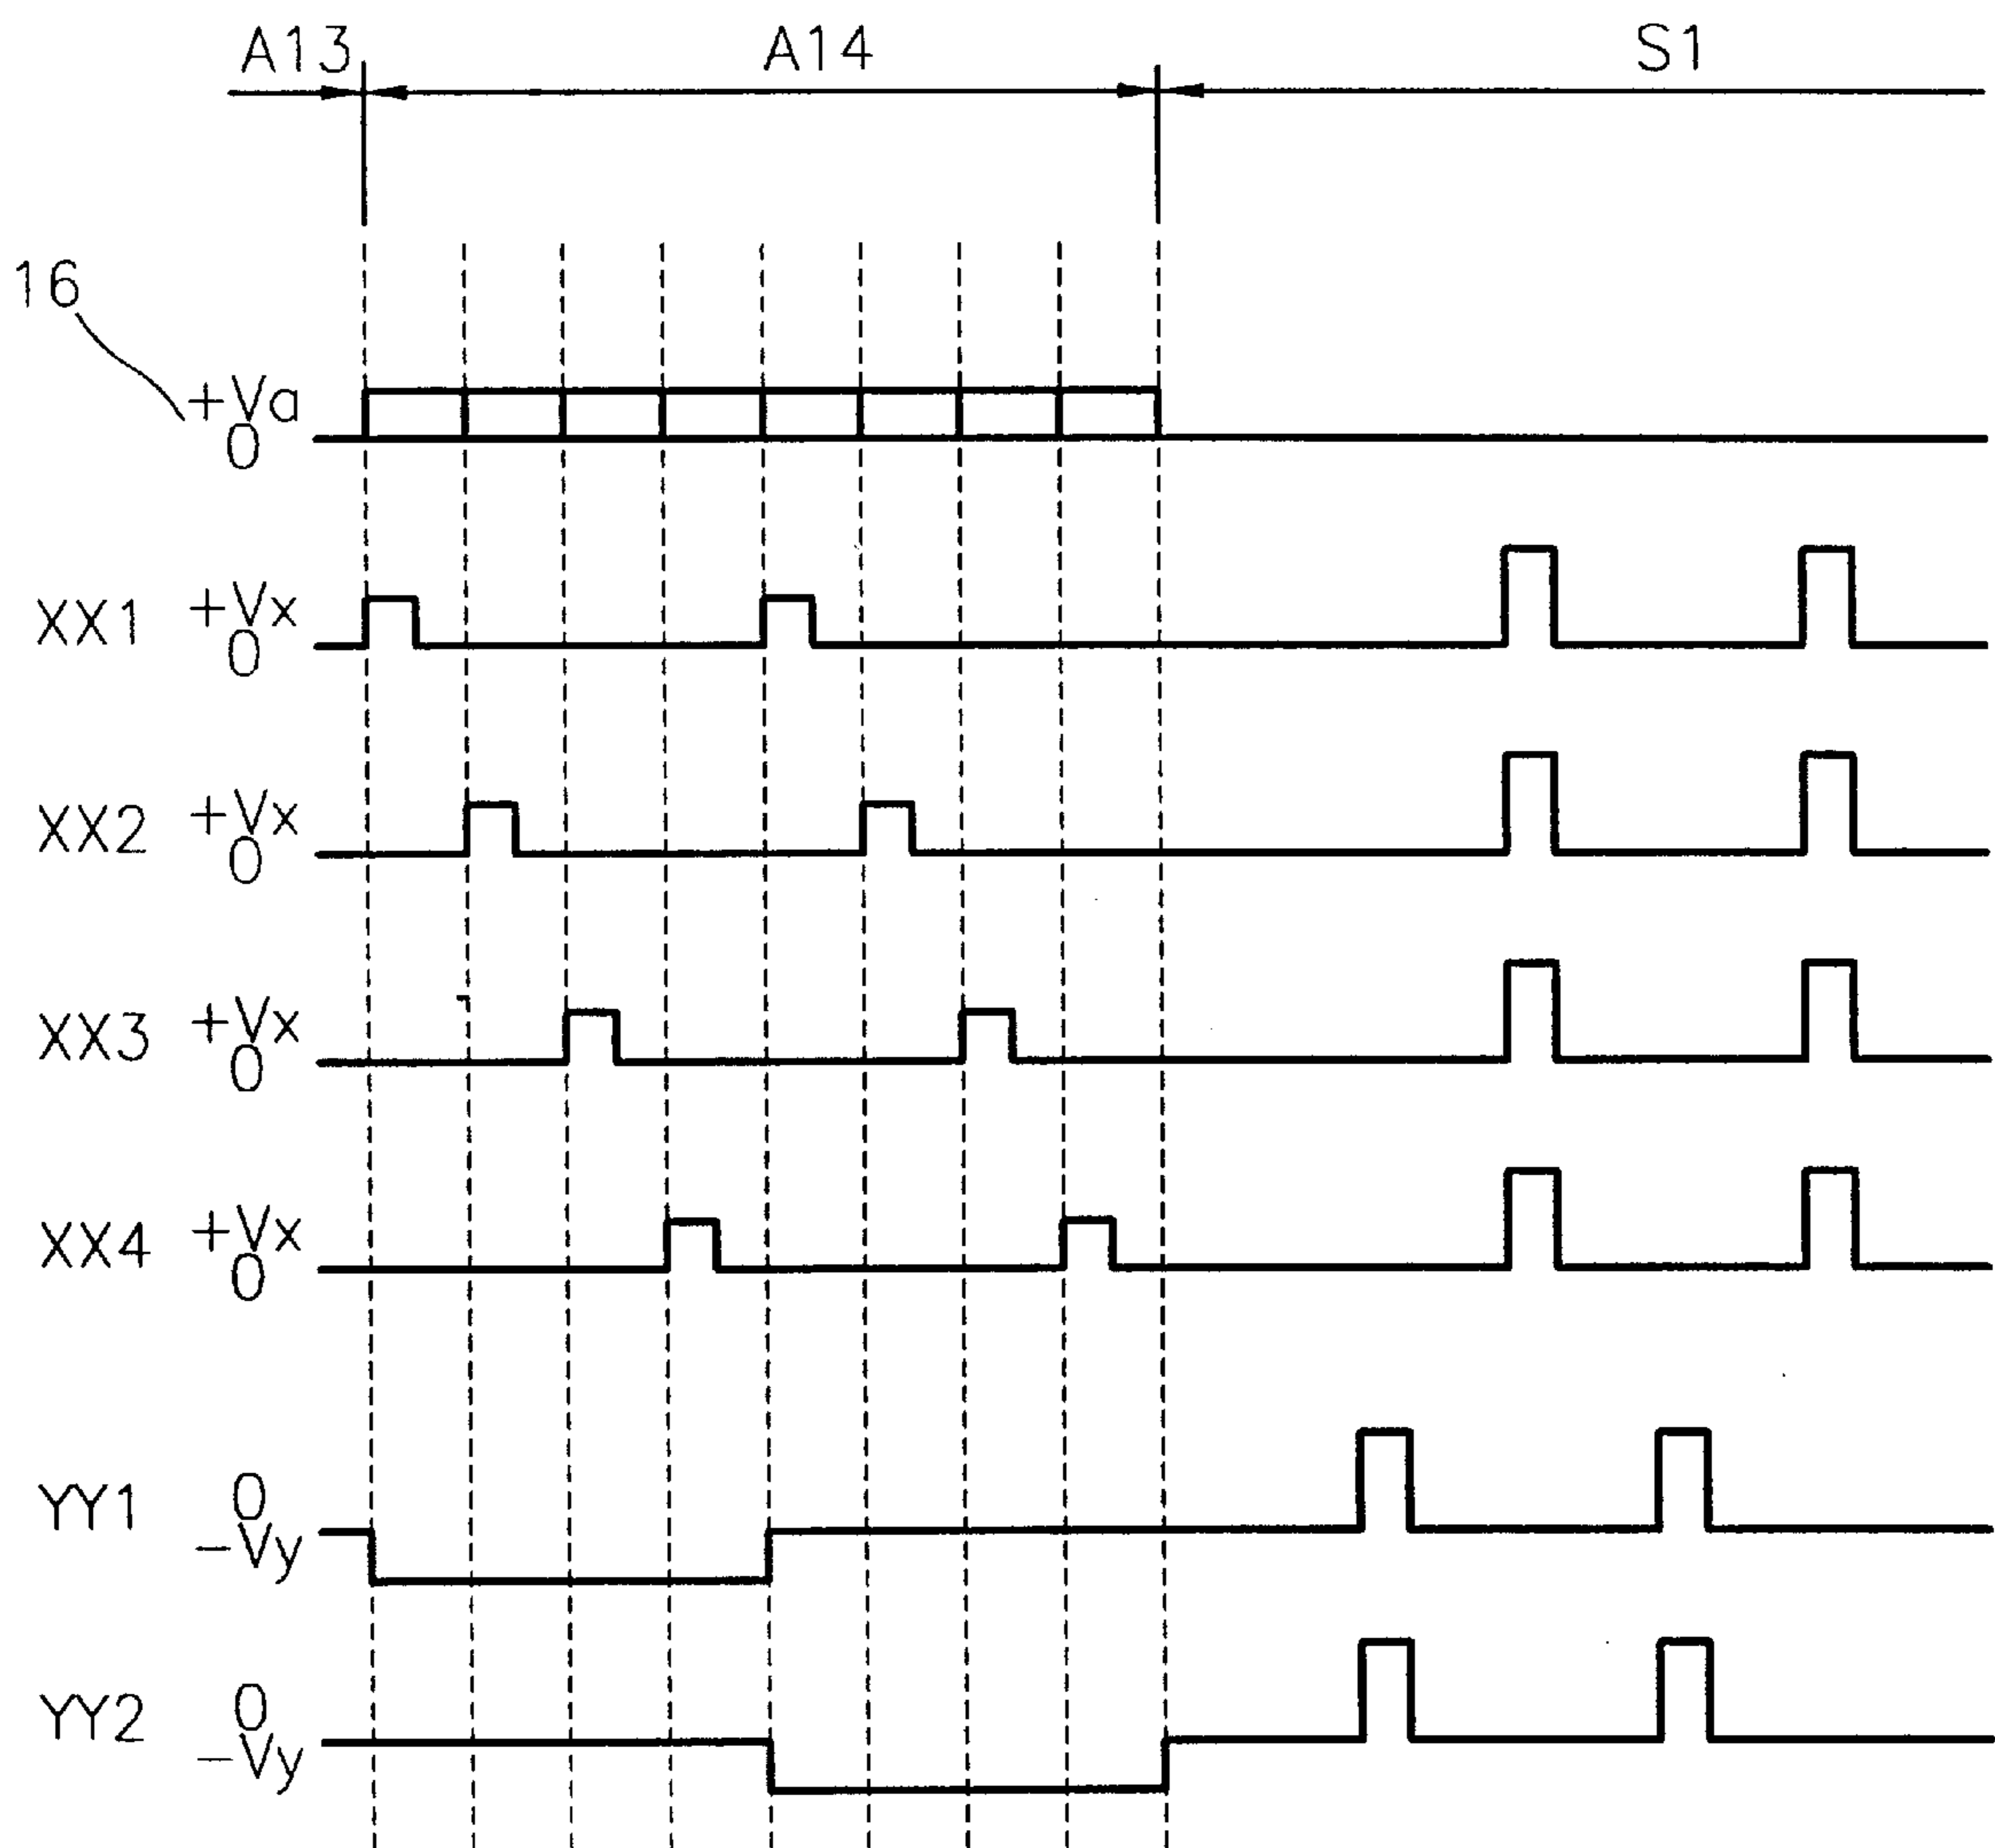 A13 A14 S1
16
+Va
0
XX1 +Vx
0
XX2 +Vx
0
XX3 +Vx
0
XX4 +Vx
0
YY1 0
-Vy
YY2 0
-Vy